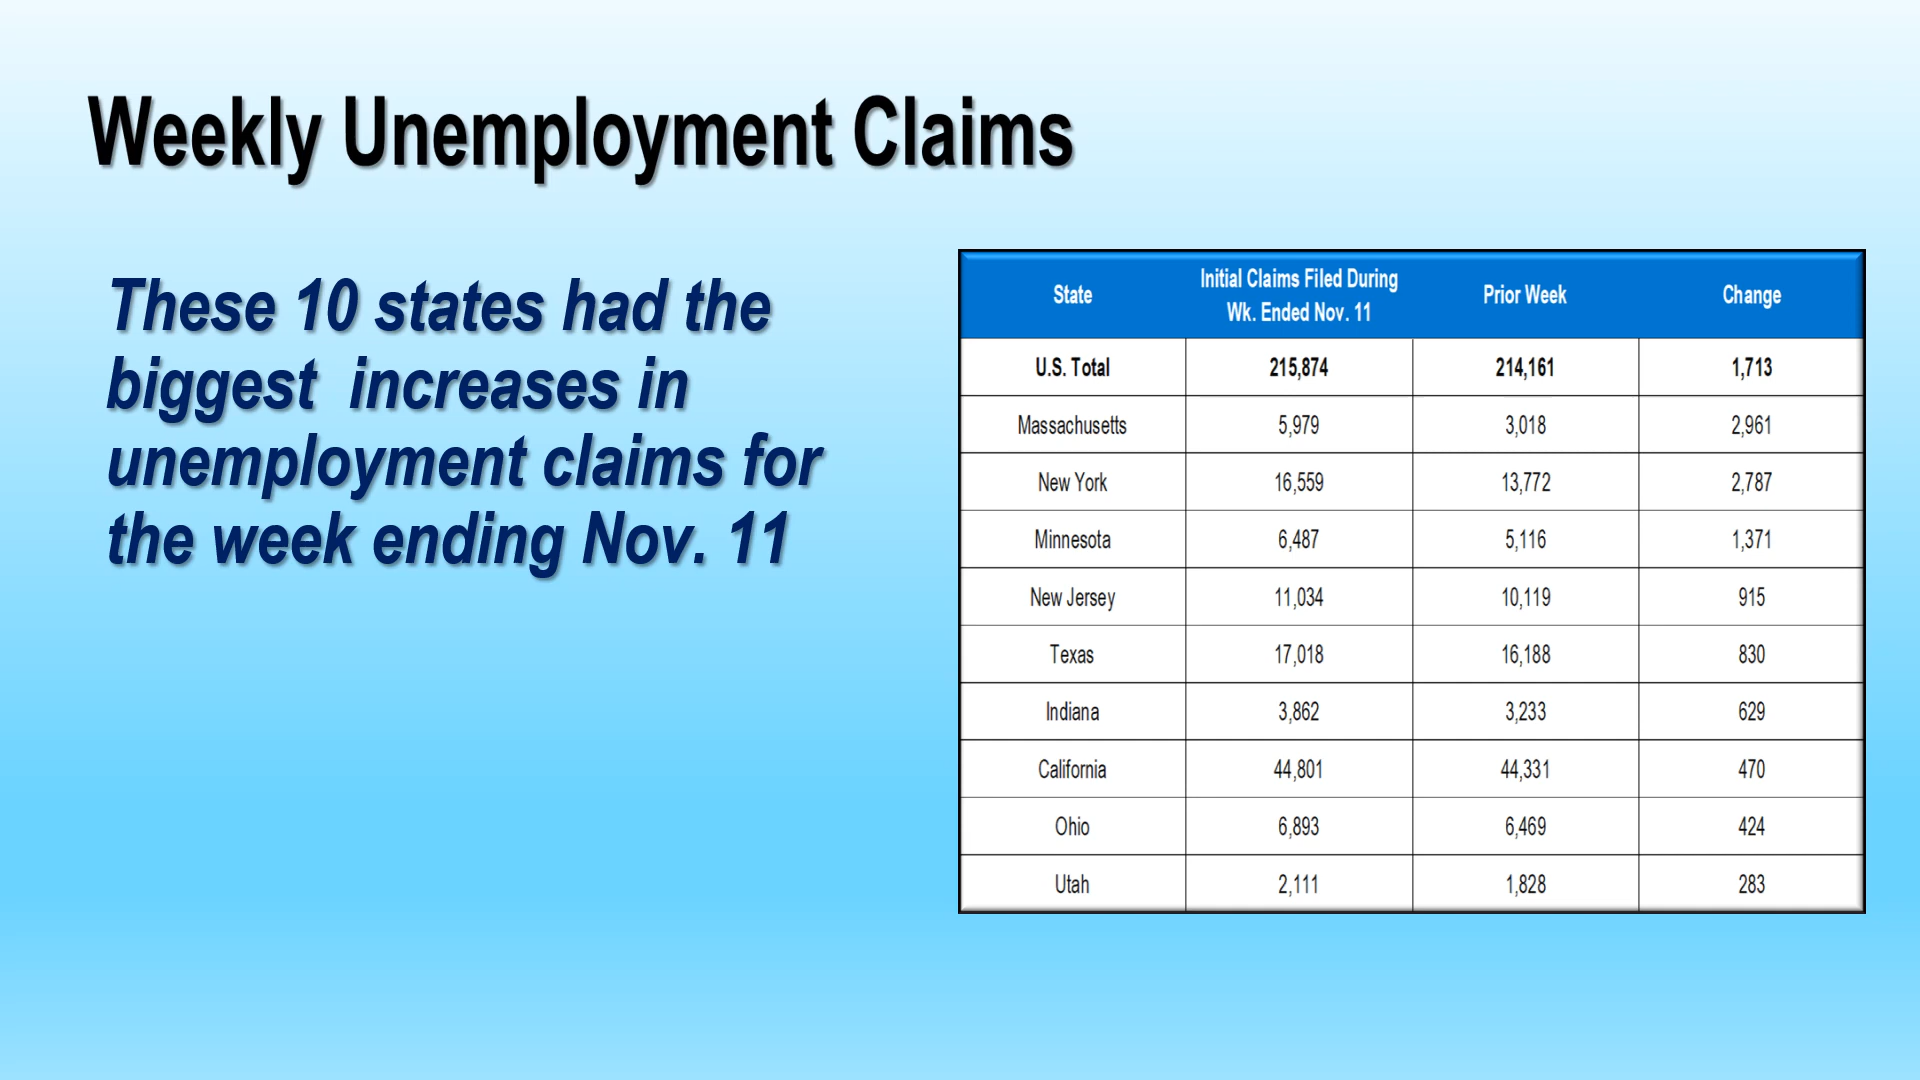 Weekly Unemployment Claims
These 10 states had the
biggest  increases in
unemployment claims for
the week ending Nov. 11
State Initial Claims Filed During Wk. Ended Nov. 11 Prior Week Change
U.S. Total 215,874 214,161 1,713
Massachusetts 5,979 3,018 2,961
New York 16,559 13,772 2,787
Minnesota 6,487 5,116 1,371
New Jersey 11,034 10,119 915
Texas 17,018 16,188 830
Indiana 3,862 3,233 629
California 44,801 44,331 470
Ohio 6,893 6,469 424
Utah 2,111 1,828 283